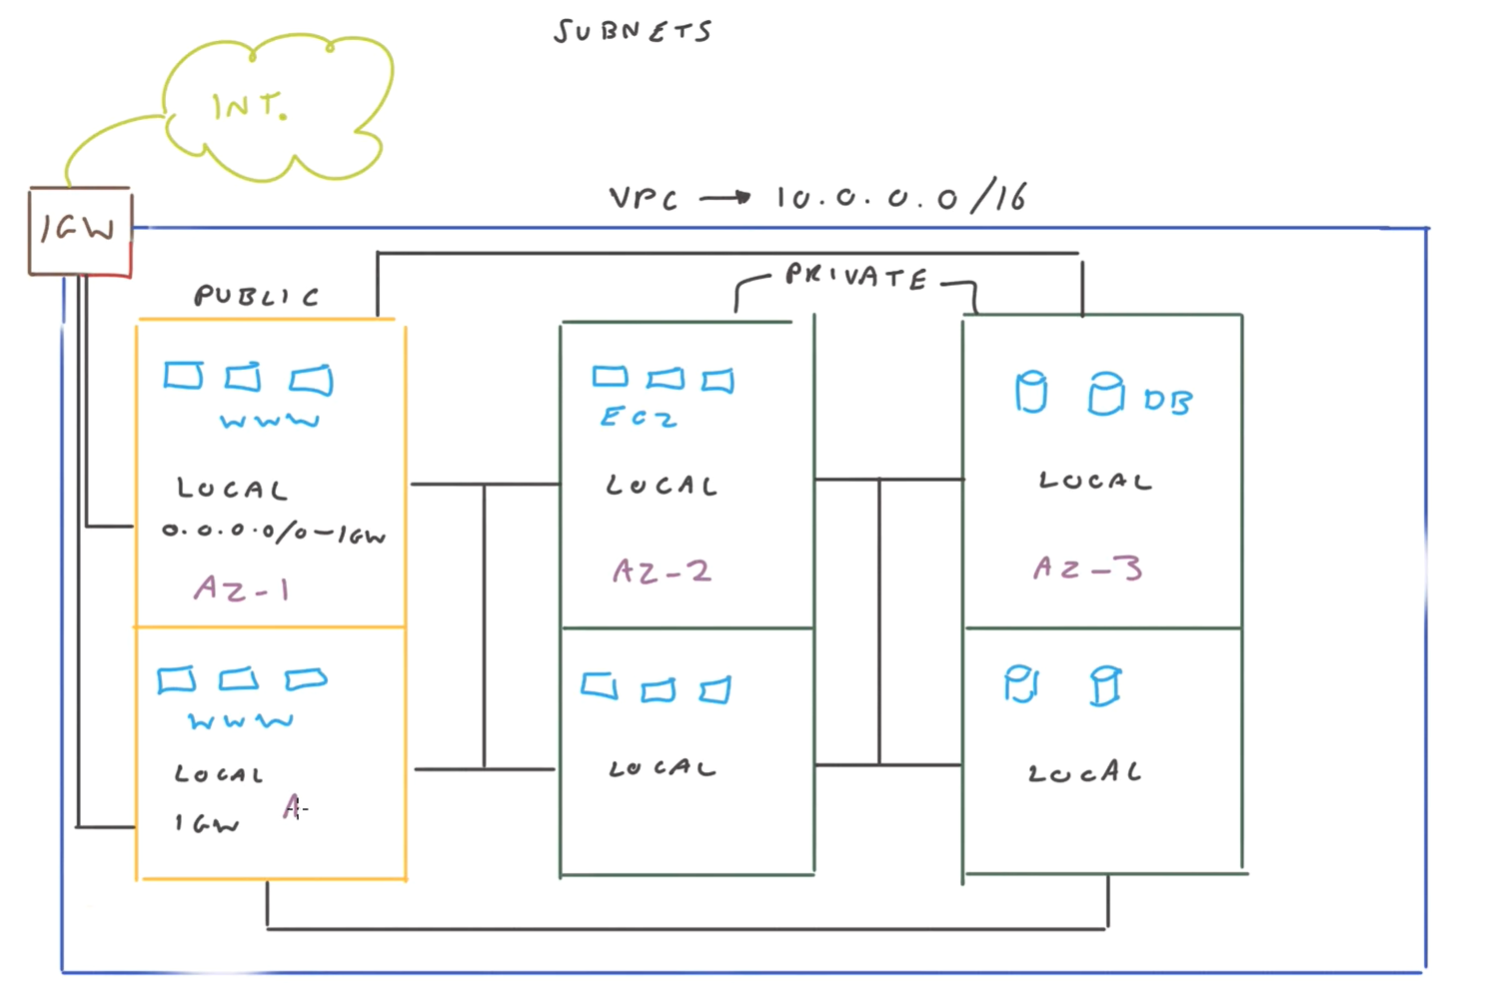 SUBNETS
INT.
VPC → 10.0.0.0/16
IGW
PUBLIC
PRIVATE
WWW
LOCAL
0.0.0.0/0-IGW
AZ-1
EC2
LOCAL
AZ-2
DB
LOCAL
AZ-3
WWW
LOCAL
IGW
A
LOCAL
LOCAL